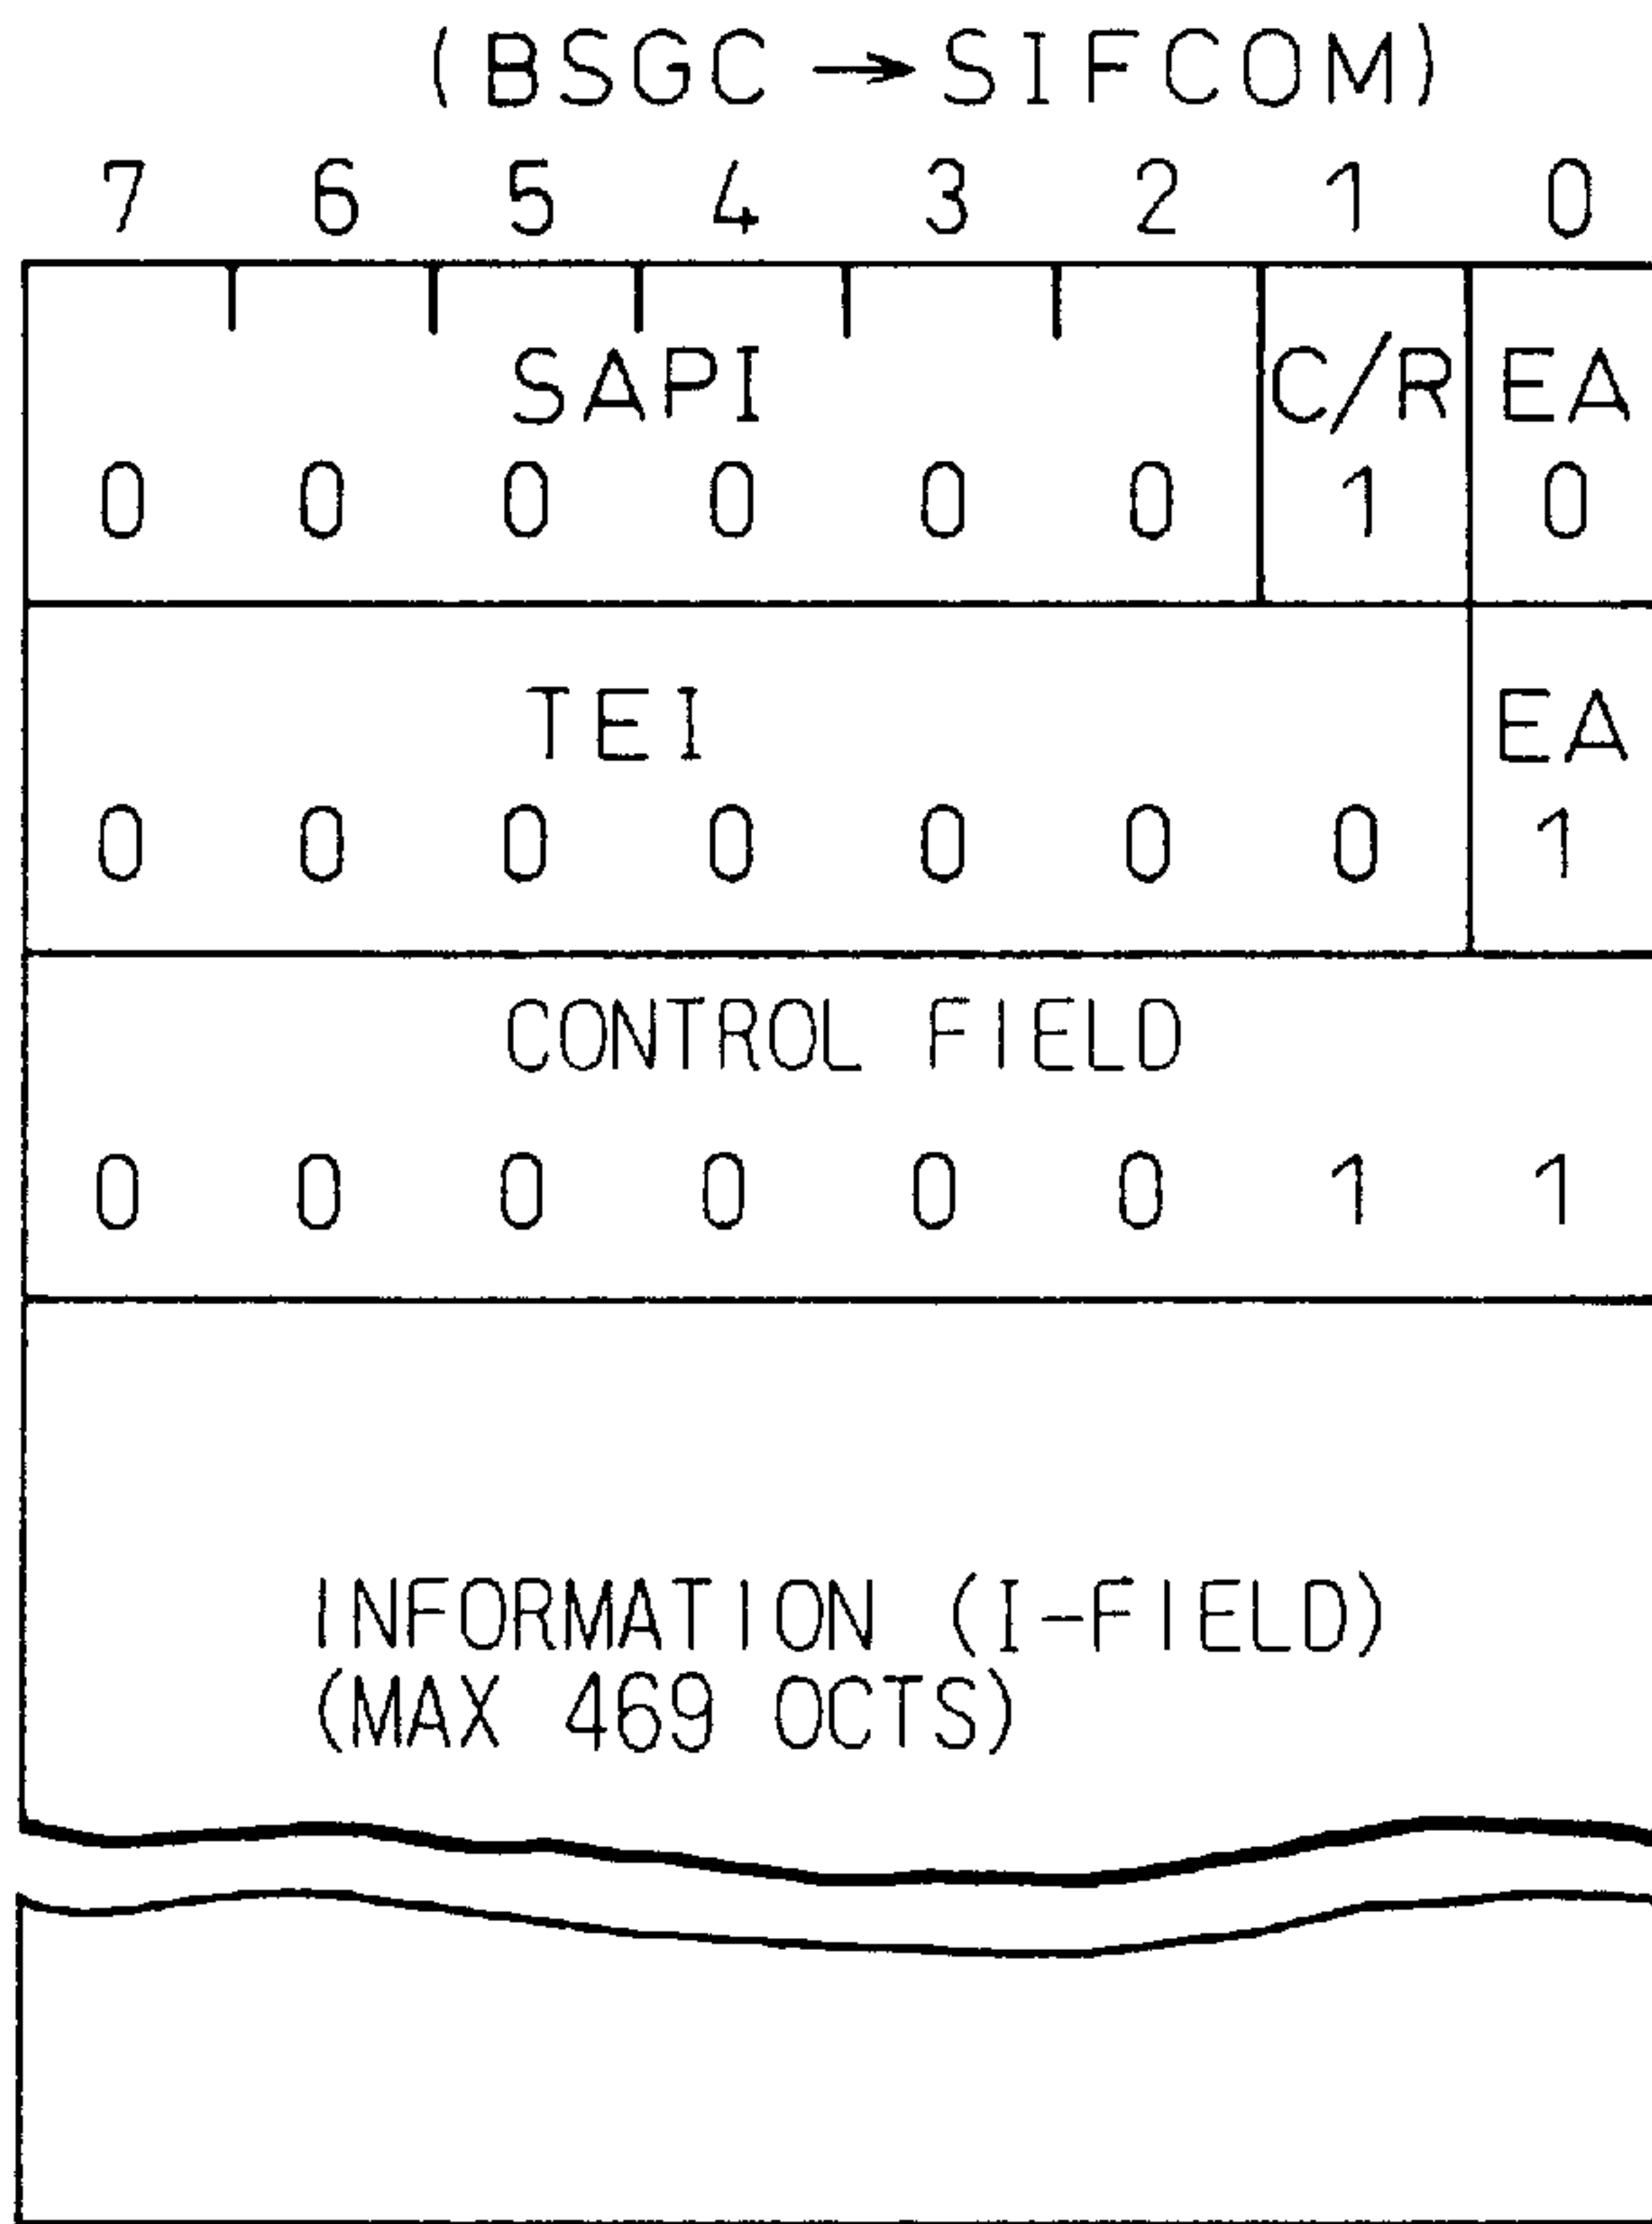 (BSGC → SIFCOM)
7 6 5 4 3 2 1 0
SAPI C/R EA
0 0 0 0 0 0 1 0
TEI EA
0 0 0 0 0 0 0 1
CONTROL FIELD
0 0 0 0 0 0 1 1
INFORMATION (I-FIELD)
(MAX 469 OCTS)